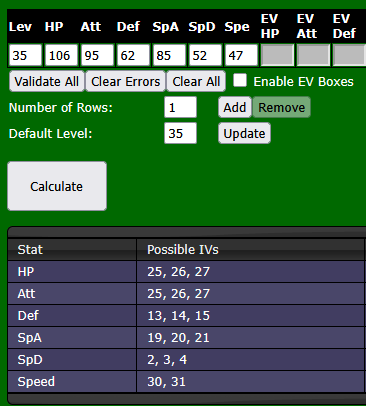 Lev HP Att Def SpA SpD Spe EV HP EV Att EV Def
35 106 95 62 85 52 47
Validate All Clear Errors Clear All Enable EV Boxes
Number of Rows: 1 Add Remove
Default Level: 35 Update
Calculate
Stat Possible IVs
HP 25, 26, 27
Att 25, 26, 27
Def 13, 14, 15
SpA 19, 20, 21
SpD 2, 3, 4
Speed 30, 31